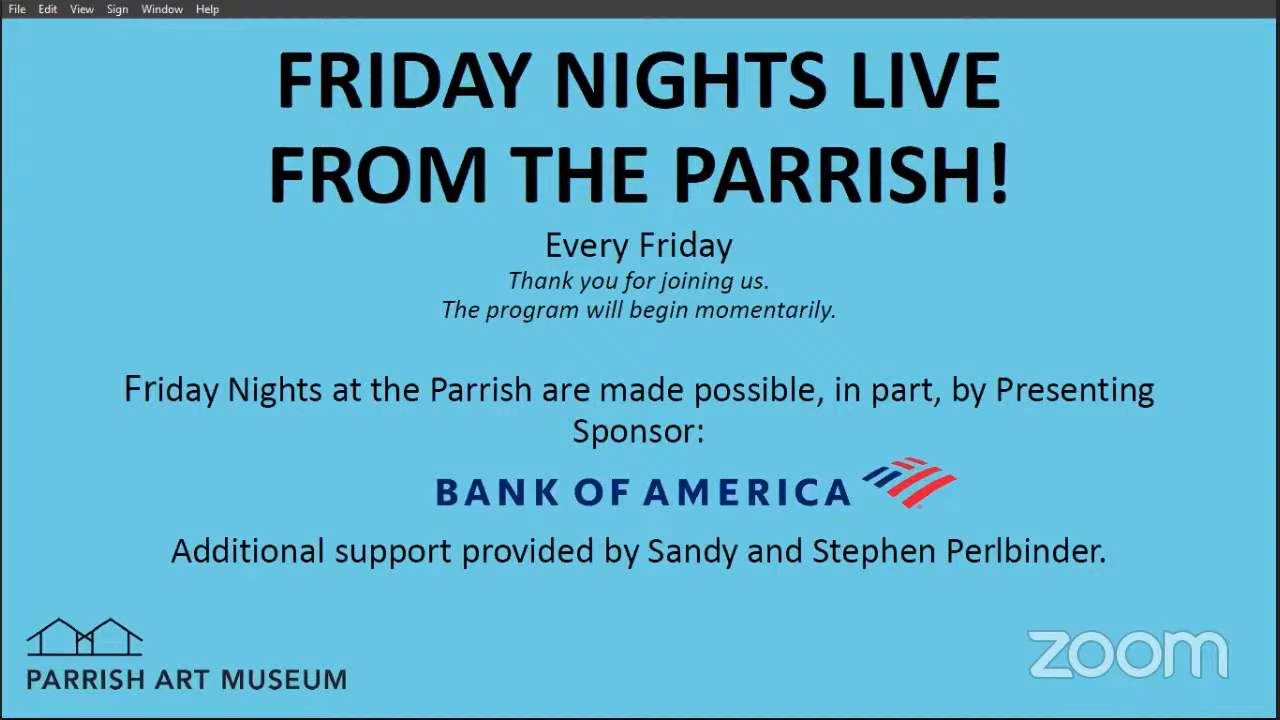 File Edit View Sign Window Help
FRIDAY NIGHTS LIVE
FROM THE PARRISH!
Every Friday
Thank you for joining us.
The program will begin momentarily.
Friday Nights at the Parrish are made possible, in part, by Presenting
Sponsor:
BANK OF AMERICA
Additional support provided by Sandy and Stephen Perlbinder.
PARRISH ART MUSEUM
zoom